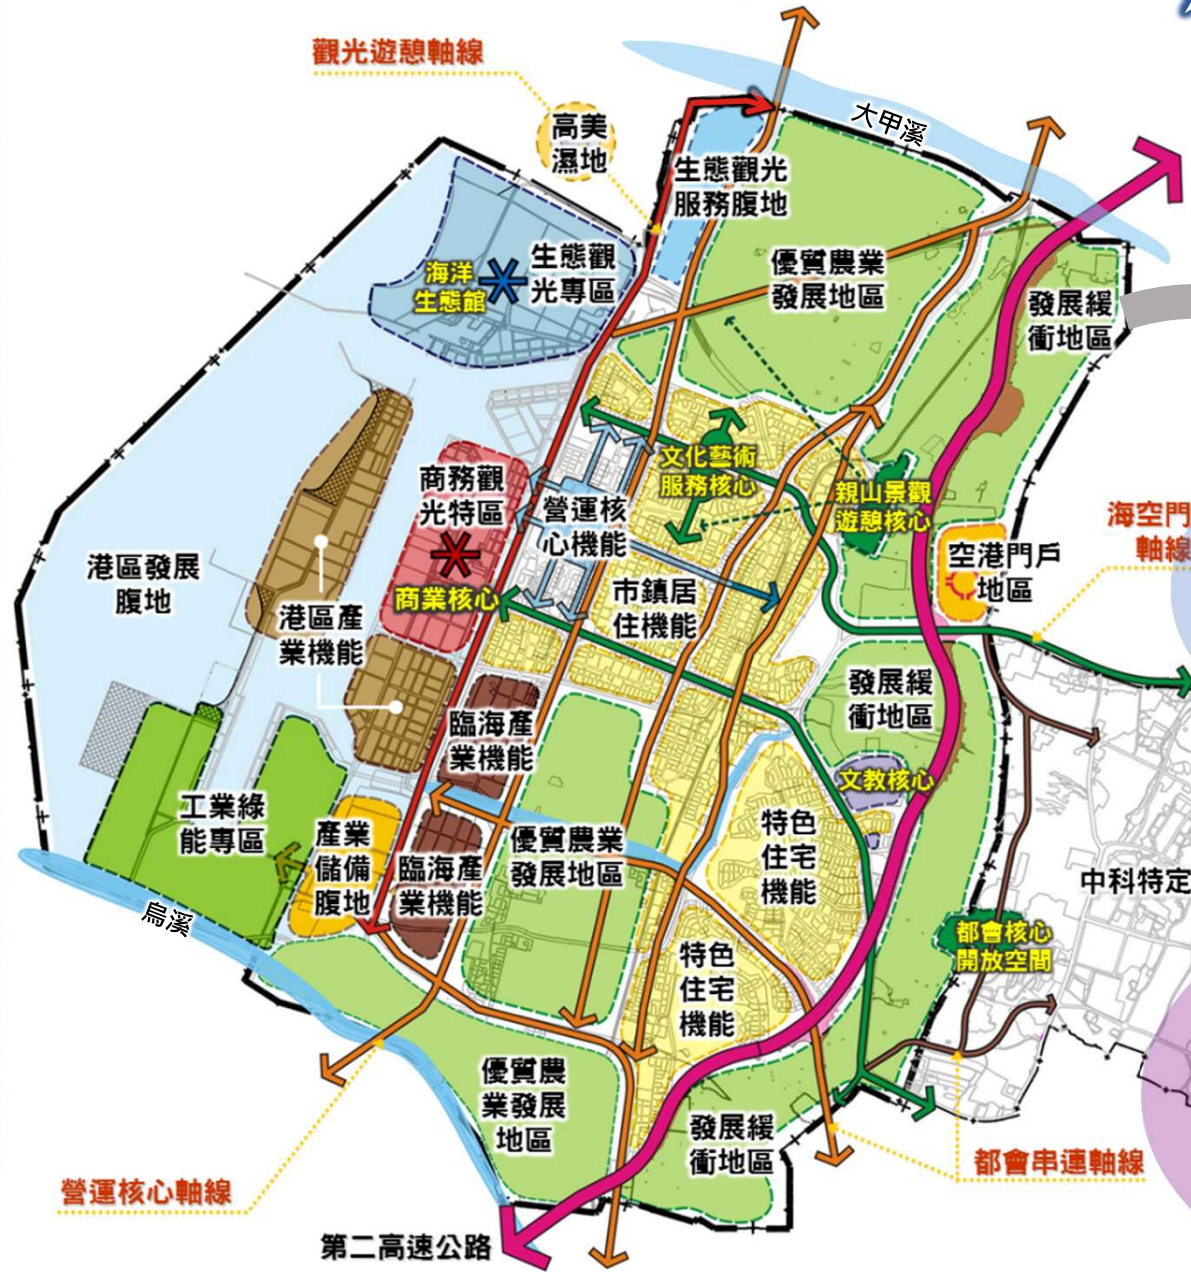 觀光遊憩軸線
高美
濕地
大甲溪
生態觀光
服務腹地
生態觀
光專區
海洋
生態館
優質農業
發展地區
發展緩
衝地區
商務觀
光特區
商業核心
營運核
心機能
文化藝術
服務核心
親山景觀
遊憩核心
海空門
軸線
空港門戶
地區
港區發展
腹地
港區產
業機能
市鎮居
住機能
發展緩
衝地區
臨海產
業機能
文教核心
工業綠
能專區
產業
儲備
腹地
臨海產
業機能
優質農業
發展地區
特色
住宅
機能
中科特定
烏溪
都會核心
開放空間
特色
住宅
機能
優質農
業發展
地區
發展緩
衝地區
都會串連軸線
營運核心軸線
第二高速公路